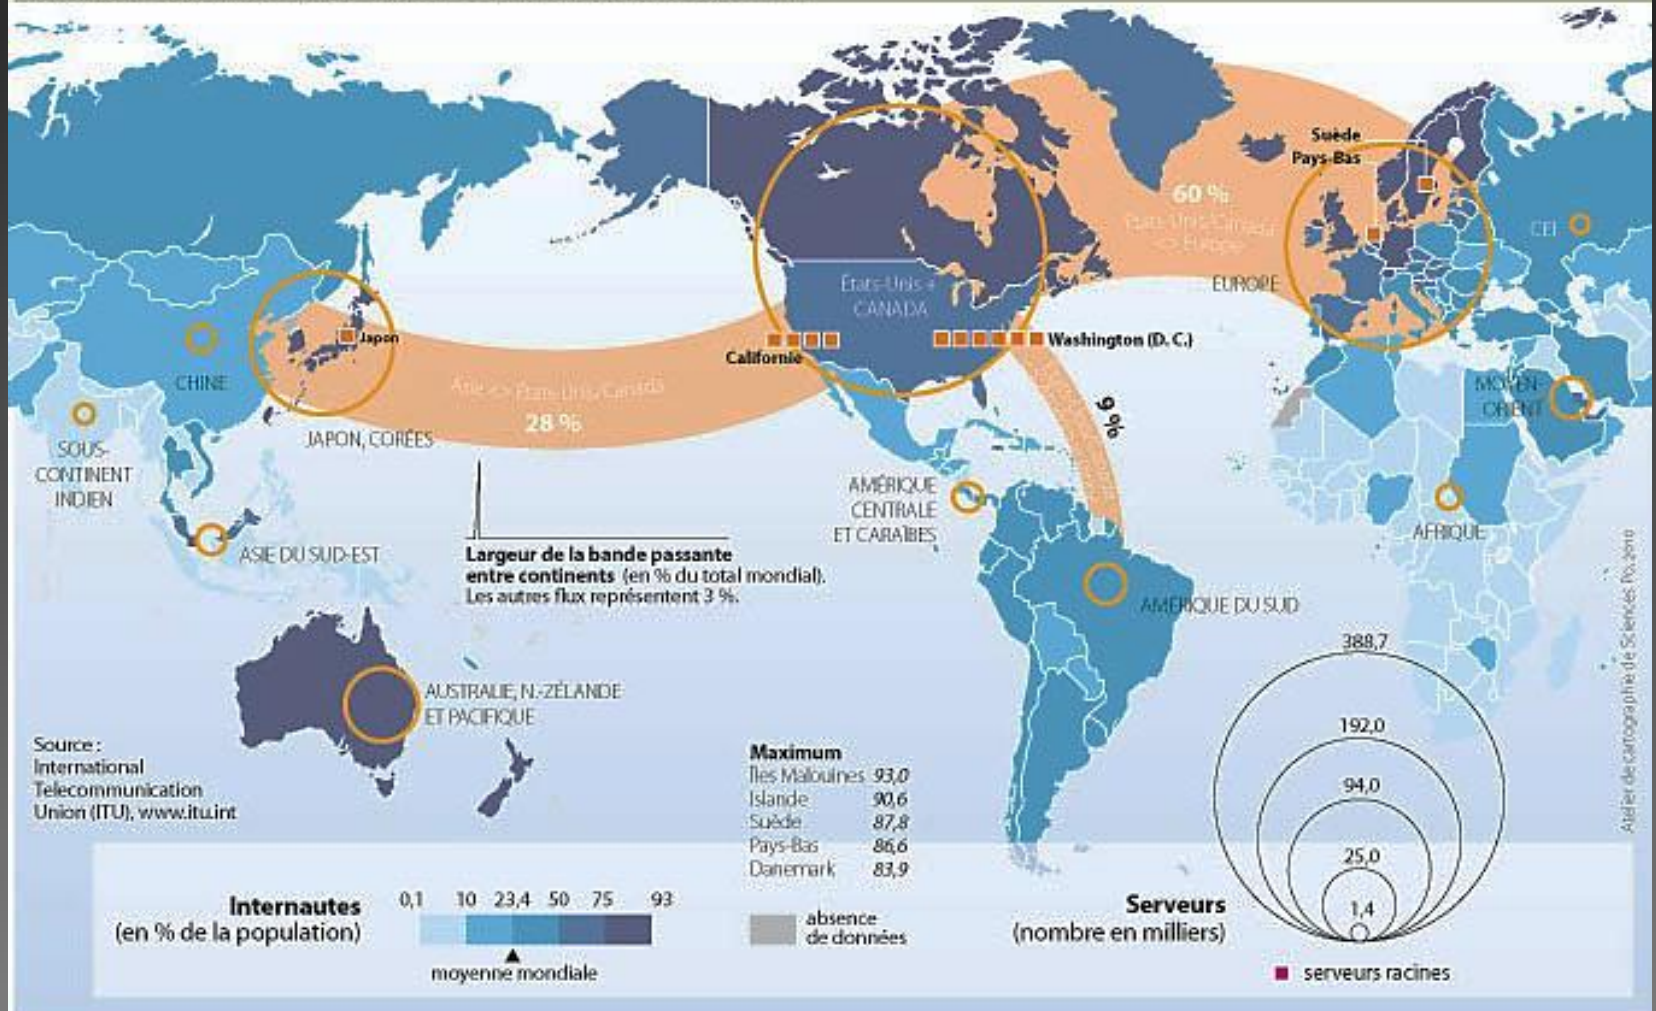 Suède
Pays-Bas
60 %
États-Unis/Canada
<> Europe
CEI
EUROPE
États-Unis +
CANADA
Japon
Californie
Washington (D. C.)
CHINE
Asie <> États-Unis/Canada
28 %
9 %
MOYEN-
ORIENT
JAPON, CORÉES
SOUS-
CONTINENT
INDIEN
AMÉRIQUE
CENTRALE
ET CARAÏBES
AFRIQUE
ASIE DU SUD-EST
Largeur de la bande passante
entre continents (en % du total mondial).
Les autres flux représentent 3 %.
AMÉRIQUE DU SUD
AUSTRALIE, N.-ZÉLANDE
ET PACIFIQUE
Source :
International
Telecommunication
Union (ITU), www.itu.int
Maximum
Îles Malouines 93,0
Islande 90,6
Suède 87,8
Pays-Bas 86,6
Danemark 83,9
388,7
192,0
94,0
25,0
1,4
Atelier de cartographie de Sciences Po, 2010
Internautes
(en % de la population)
0,1 10 23,4 50 75 93
moyenne mondiale
absence
de données
Serveurs
(nombre en milliers)
serveurs racines